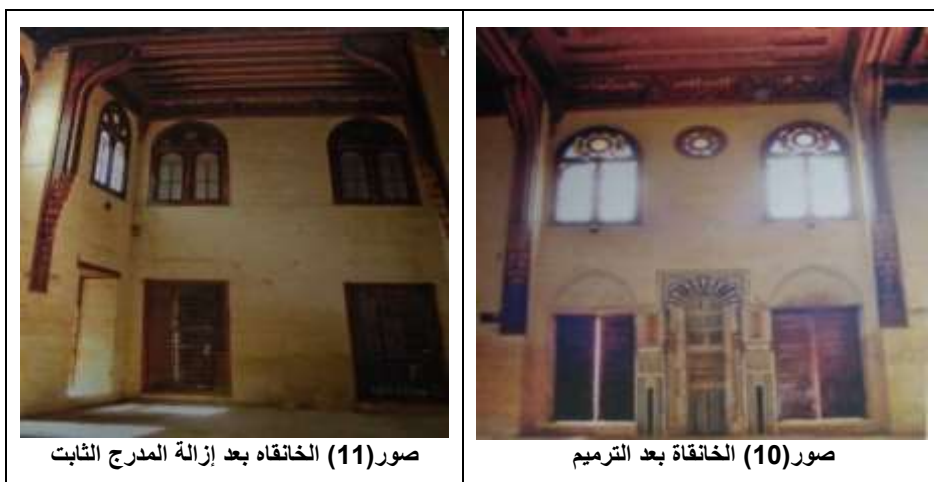 صور(10) الخانقاة بعد الترميم
صور(11) الخانقاه بعد إزالة المدرج الثابت